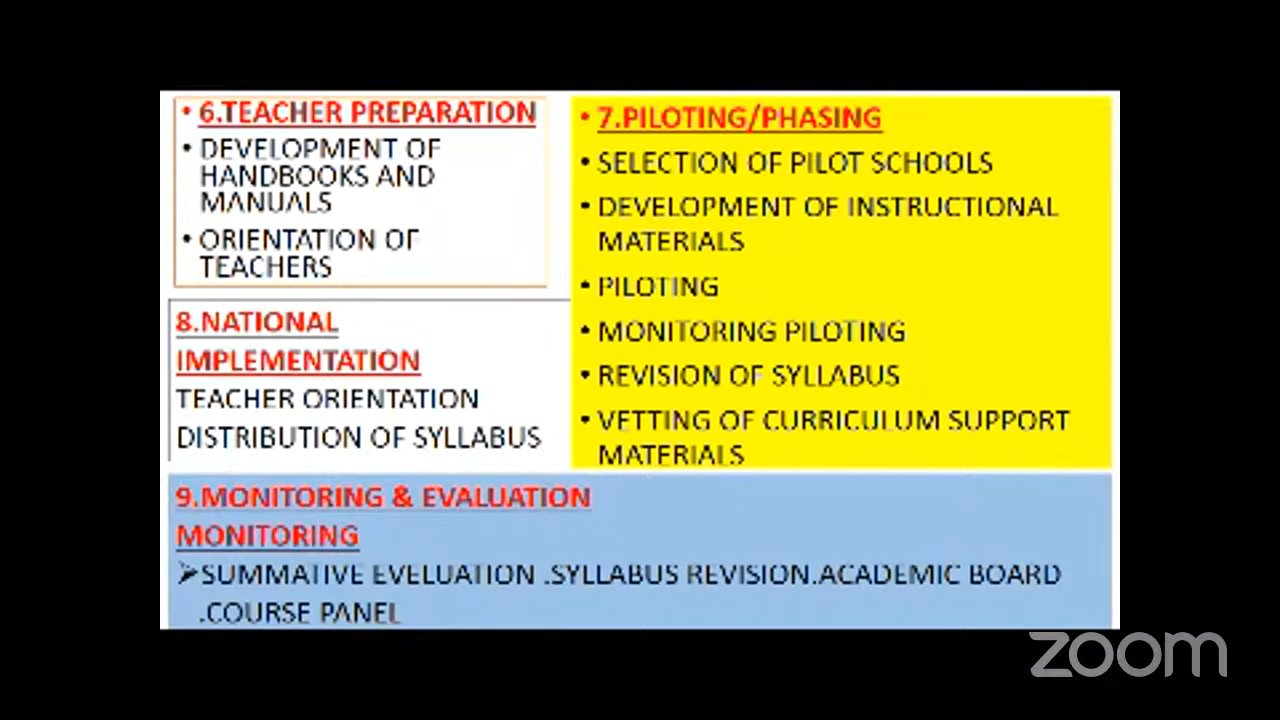 • 6.TEACHER PREPARATION
• DEVELOPMENT OF
HANDBOOKS AND
MANUALS
• ORIENTATION OF
TEACHERS
• 7.PILOTING/PHASING
• SELECTION OF PILOT SCHOOLS
• DEVELOPMENT OF INSTRUCTIONAL
MATERIALS
• PILOTING
• MONITORING PILOTING
• REVISION OF SYLLABUS
• VETTING OF CURRICULUM SUPPORT
MATERIALS
8.NATIONAL
IMPLEMENTATION
TEACHER ORIENTATION
DISTRIBUTION OF SYLLABUS
9.MONITORING & EVALUATION
MONITORING
➢SUMMATIVE EVELUATION .SYLLABUS REVISION.ACADEMIC BOARD
.COURSE PANEL
zoom